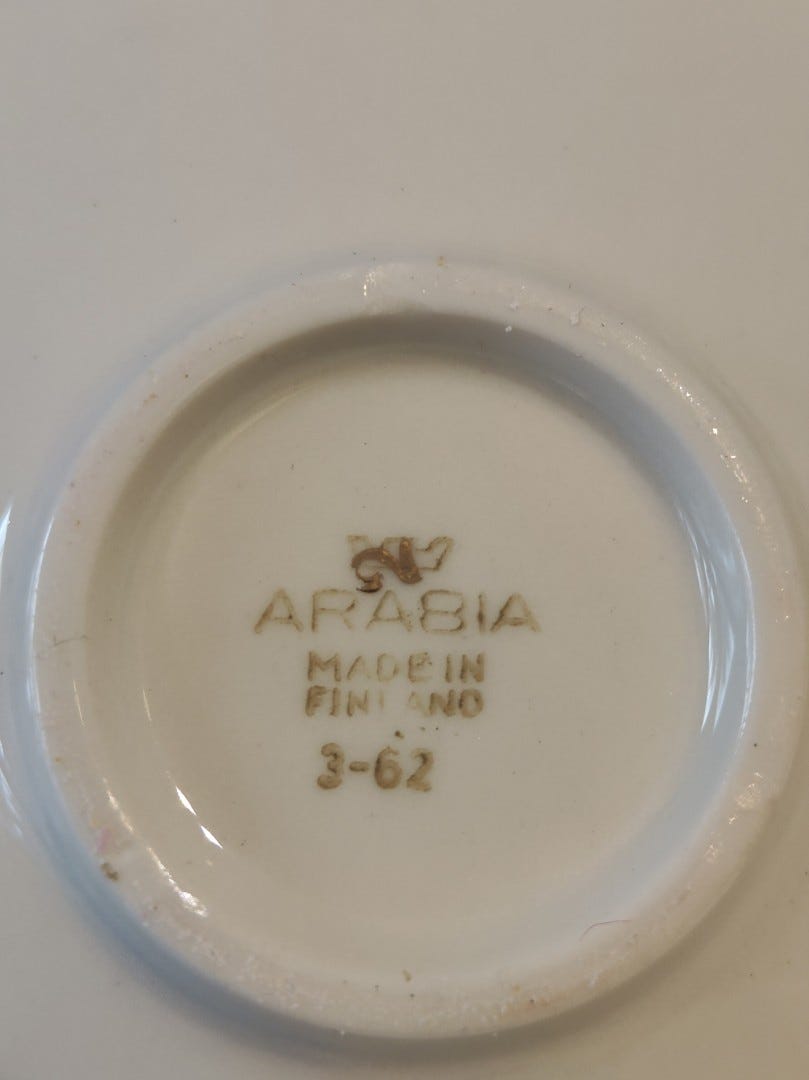 ARABIA
MADE IN
FINLAND
3-62